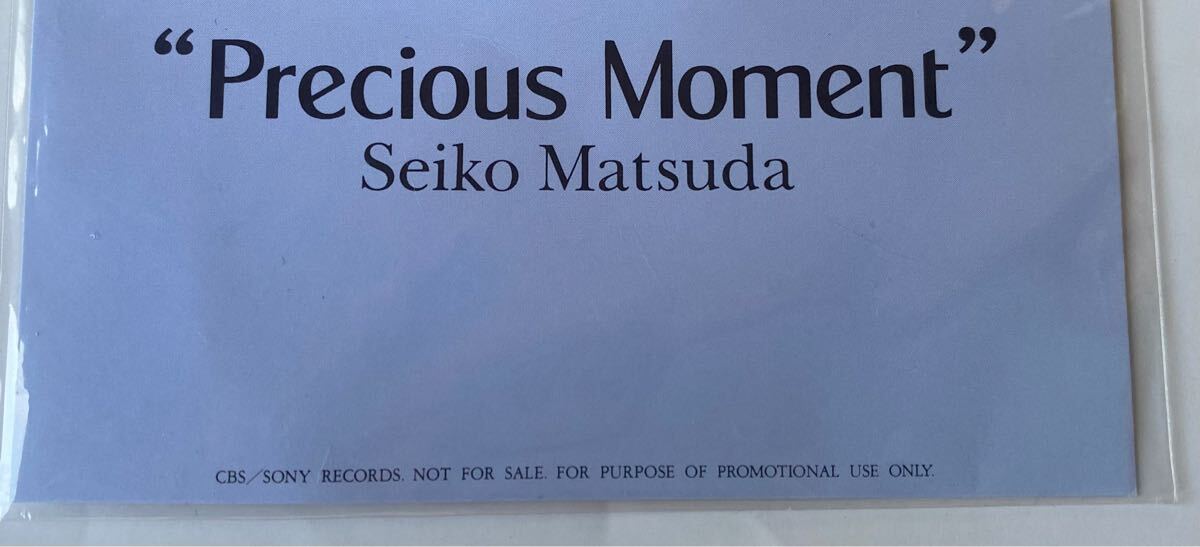 “Precious Moment”
Seiko Matsuda
CBS/SONY RECORDS. NOT FOR SALE. FOR PURPOSE OF PROMOTIONAL USE ONLY.